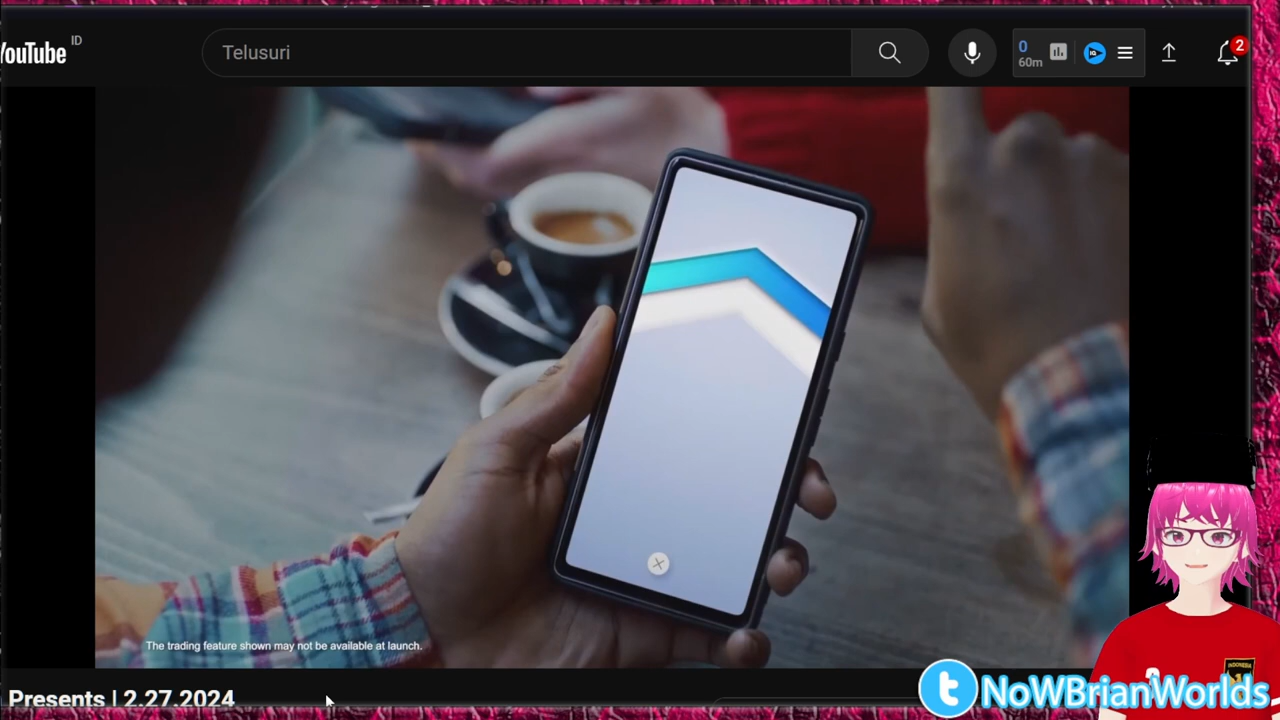 YouTube ID
Telusuri
0
60m
2
The trading feature shown may not be available at launch.
Presents | 2.27.2024
INDONESIA
NoWBrianWorlds